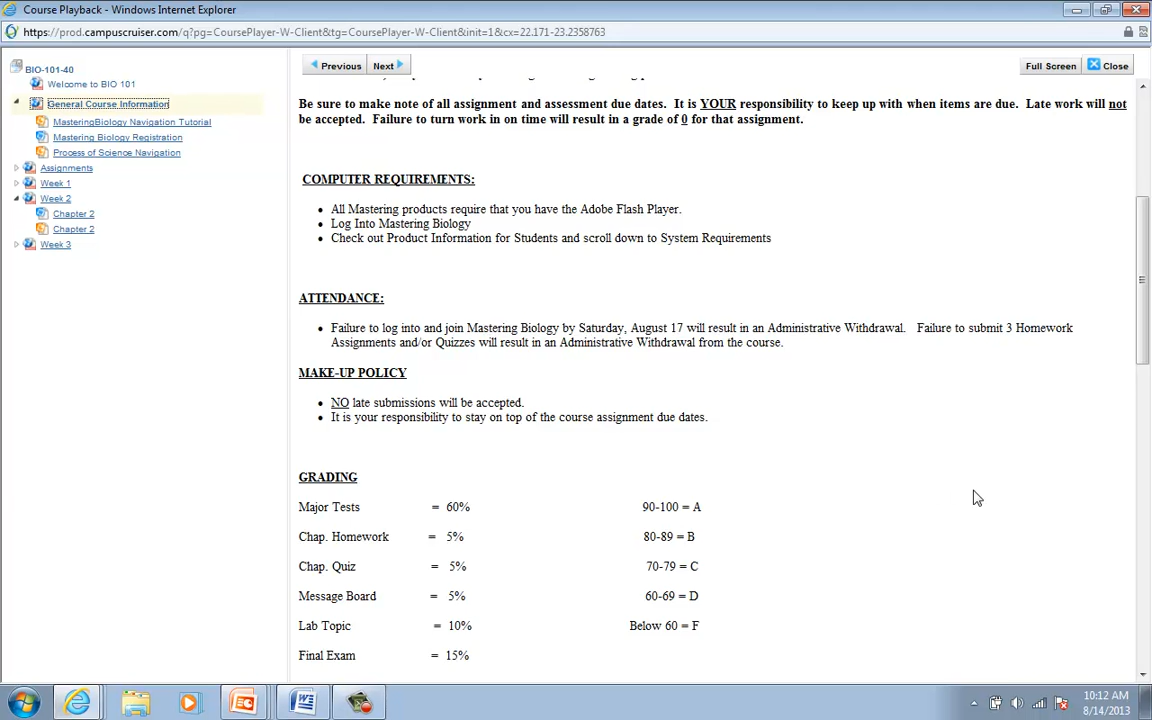 Course Playback - Windows Internet Explorer
https://prod.campuscruiser.com/q?pg=CoursePlayer-W-Client&tg=CoursePlayer-W-Client&init=1&cx=22.171-23.2358763
BIO-101-40
Welcome to BIO 101
General Course Information
MasteringBiology Navigation Tutorial
Mastering Biology Registration
Process of Science Navigation
Assignments
Week 1
Week 2
Chapter 2
Chapter 2
Week 3
Previous Next Full Screen Close
Be sure to make note of all assignment and assessment due dates. It is YOUR responsibility to keep up with when items are due. Late work will not
be accepted. Failure to turn work in on time will result in a grade of 0 for that assignment.
COMPUTER REQUIREMENTS:
• All Mastering products require that you have the Adobe Flash Player.
• Log Into Mastering Biology
• Check out Product Information for Students and scroll down to System Requirements
ATTENDANCE:
• Failure to log into and join Mastering Biology by Saturday, August 17 will result in an Administrative Withdrawal. Failure to submit 3 Homework
Assignments and/or Quizzes will result in an Administrative Withdrawal from the course.
MAKE-UP POLICY
• NO late submissions will be accepted.
• It is your responsibility to stay on top of the course assignment due dates.
GRADING
Major Tests = 60% 90-100 = A
Chap. Homework = 5% 80-89 = B
Chap. Quiz = 5% 70-79 = C
Message Board = 5% 60-69 = D
Lab Topic = 10% Below 60 = F
Final Exam = 15%
10:12 AM
8/14/2013